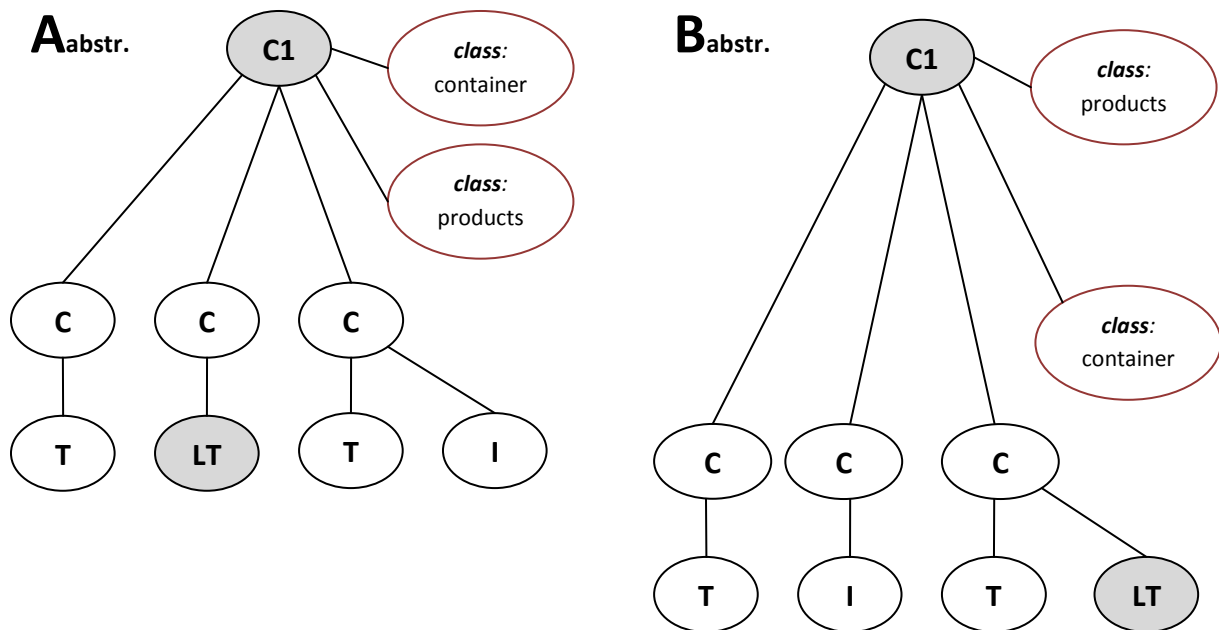 Aabstr.
C1
class:
container
class:
products
C C C
T LT T I
Babstr.
C1
class:
products
class:
container
C C C
T I T LT